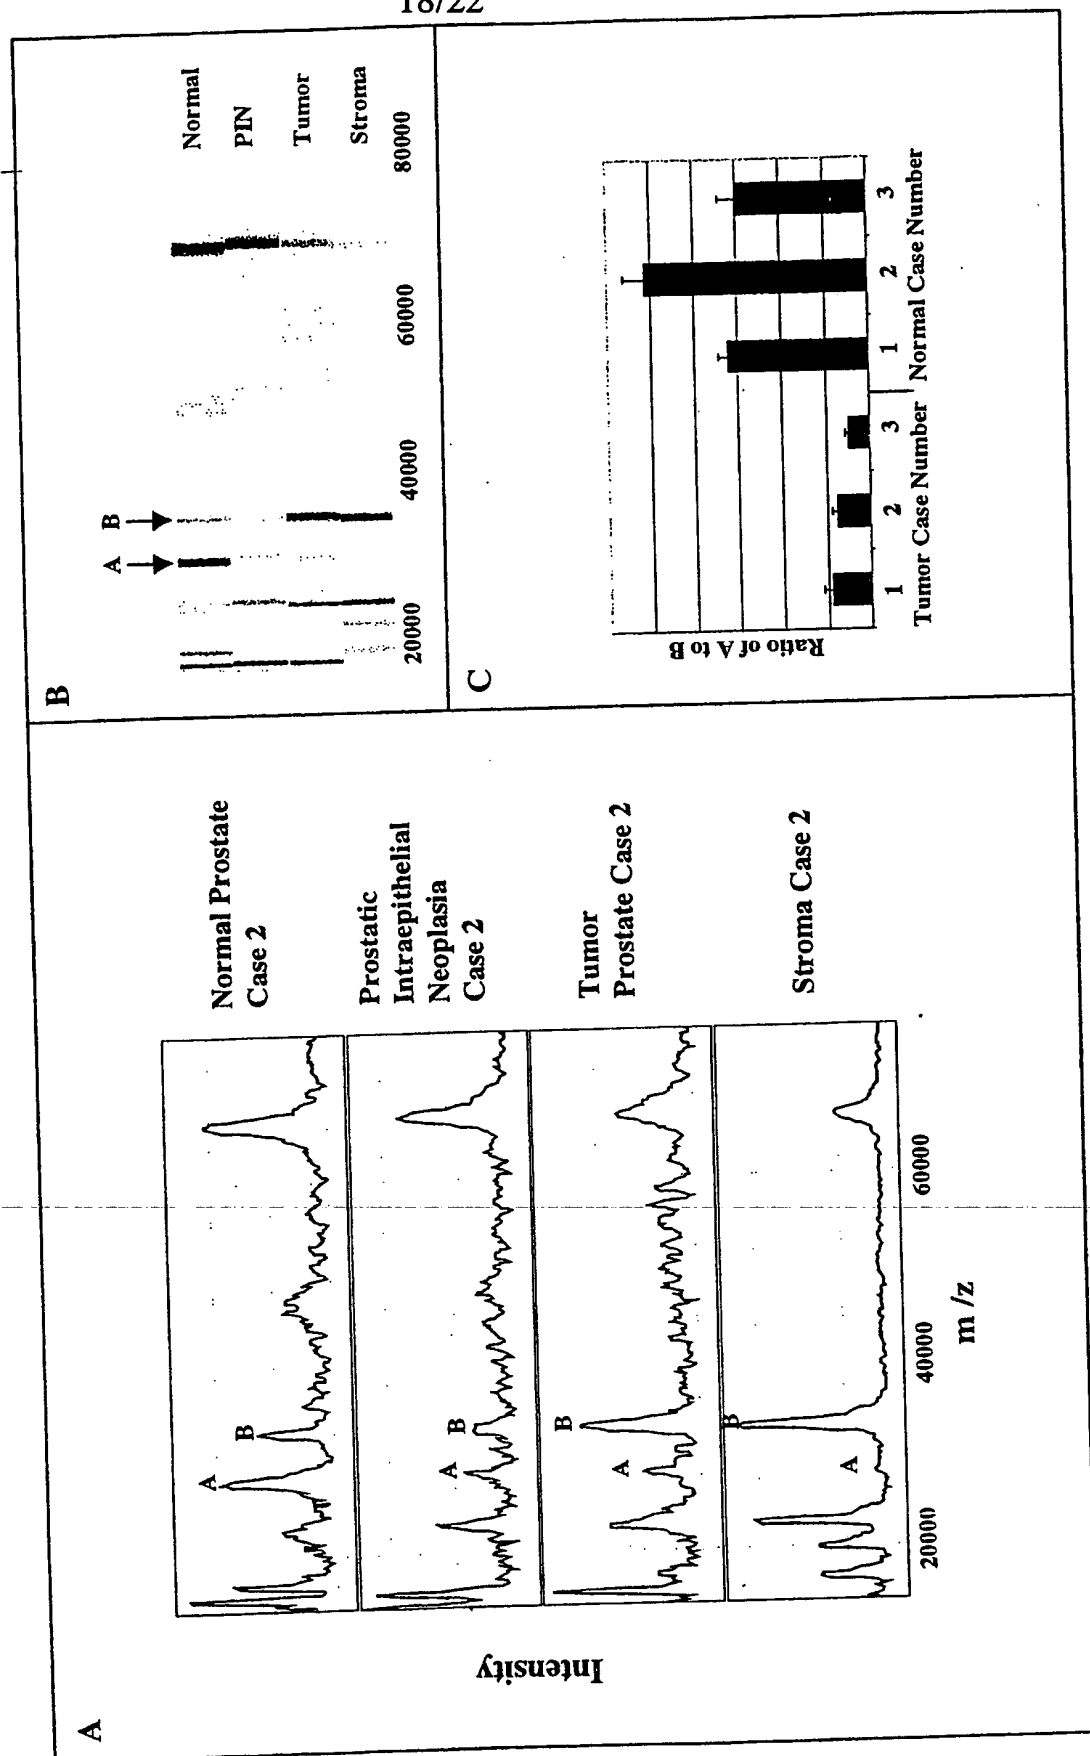 18/22
A
Intensity
Normal Prostate
Case 2
A
B
Prostatic
Intraepithelial
Neoplasia
Case 2
A
B
Tumor
Prostate Case 2
A
B
Stroma Case 2
A
B
20000
40000
60000
m /z
B
A
B
Normal
PIN
Tumor
Stroma
20000
40000
60000
80000
C
Ratio of A to B
1
2
3
1
2
3
Tumor Case Number
Normal Case Number